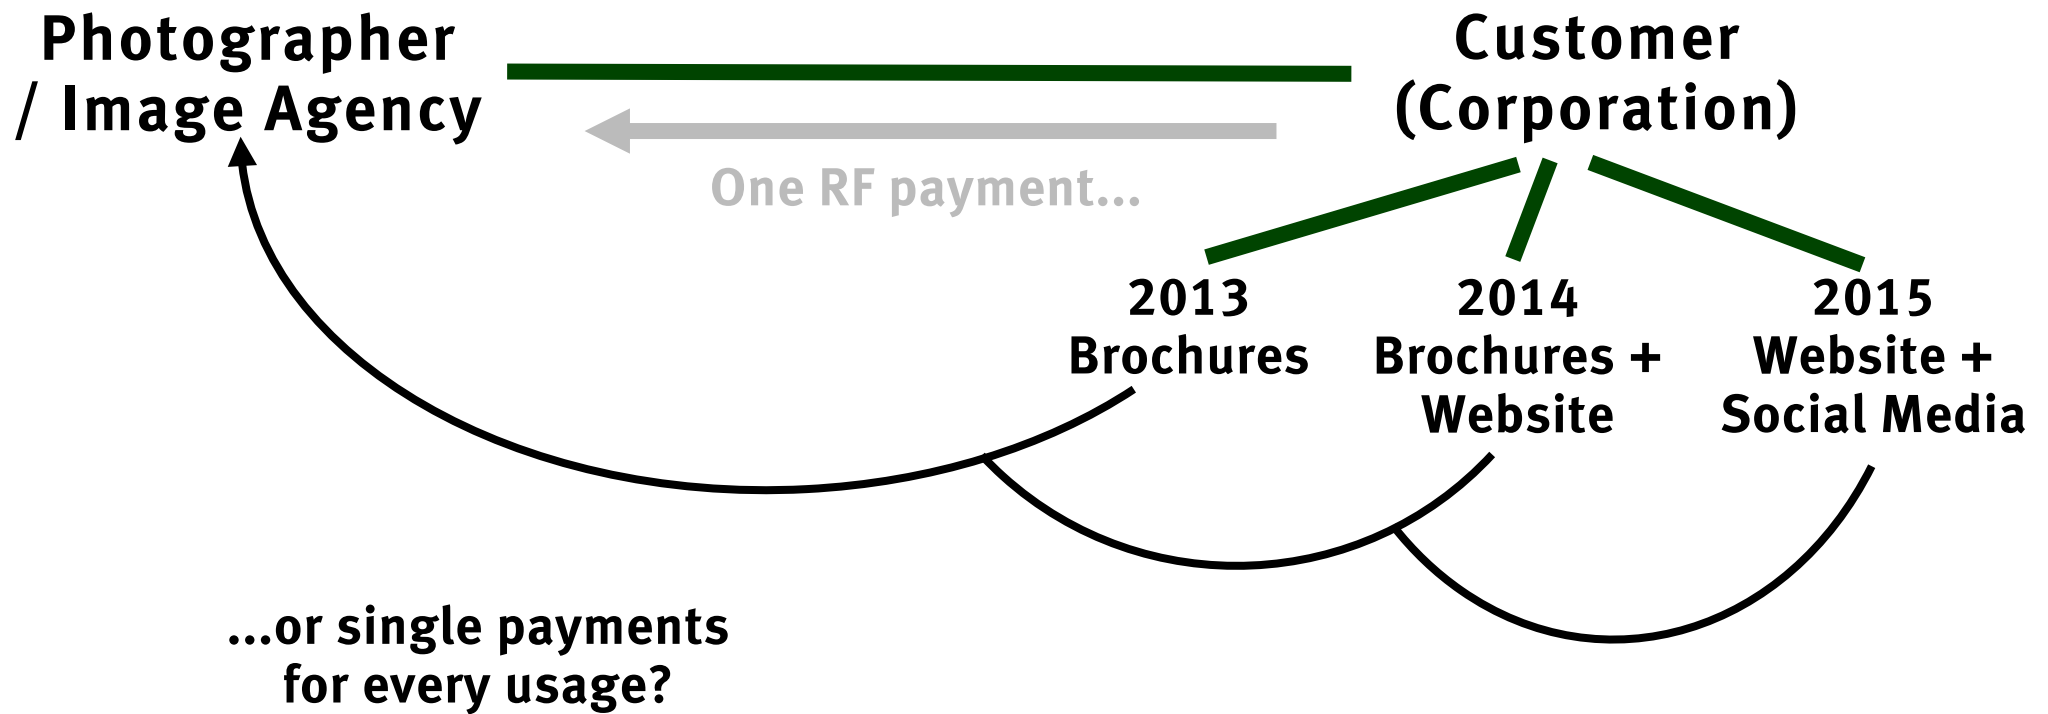 Photographer
/ Image Agency
Customer
(Corporation)
One RF payment...
2013
Brochures
2014
Brochures +
Website
2015
Website +
Social Media
...or single payments
for every usage?